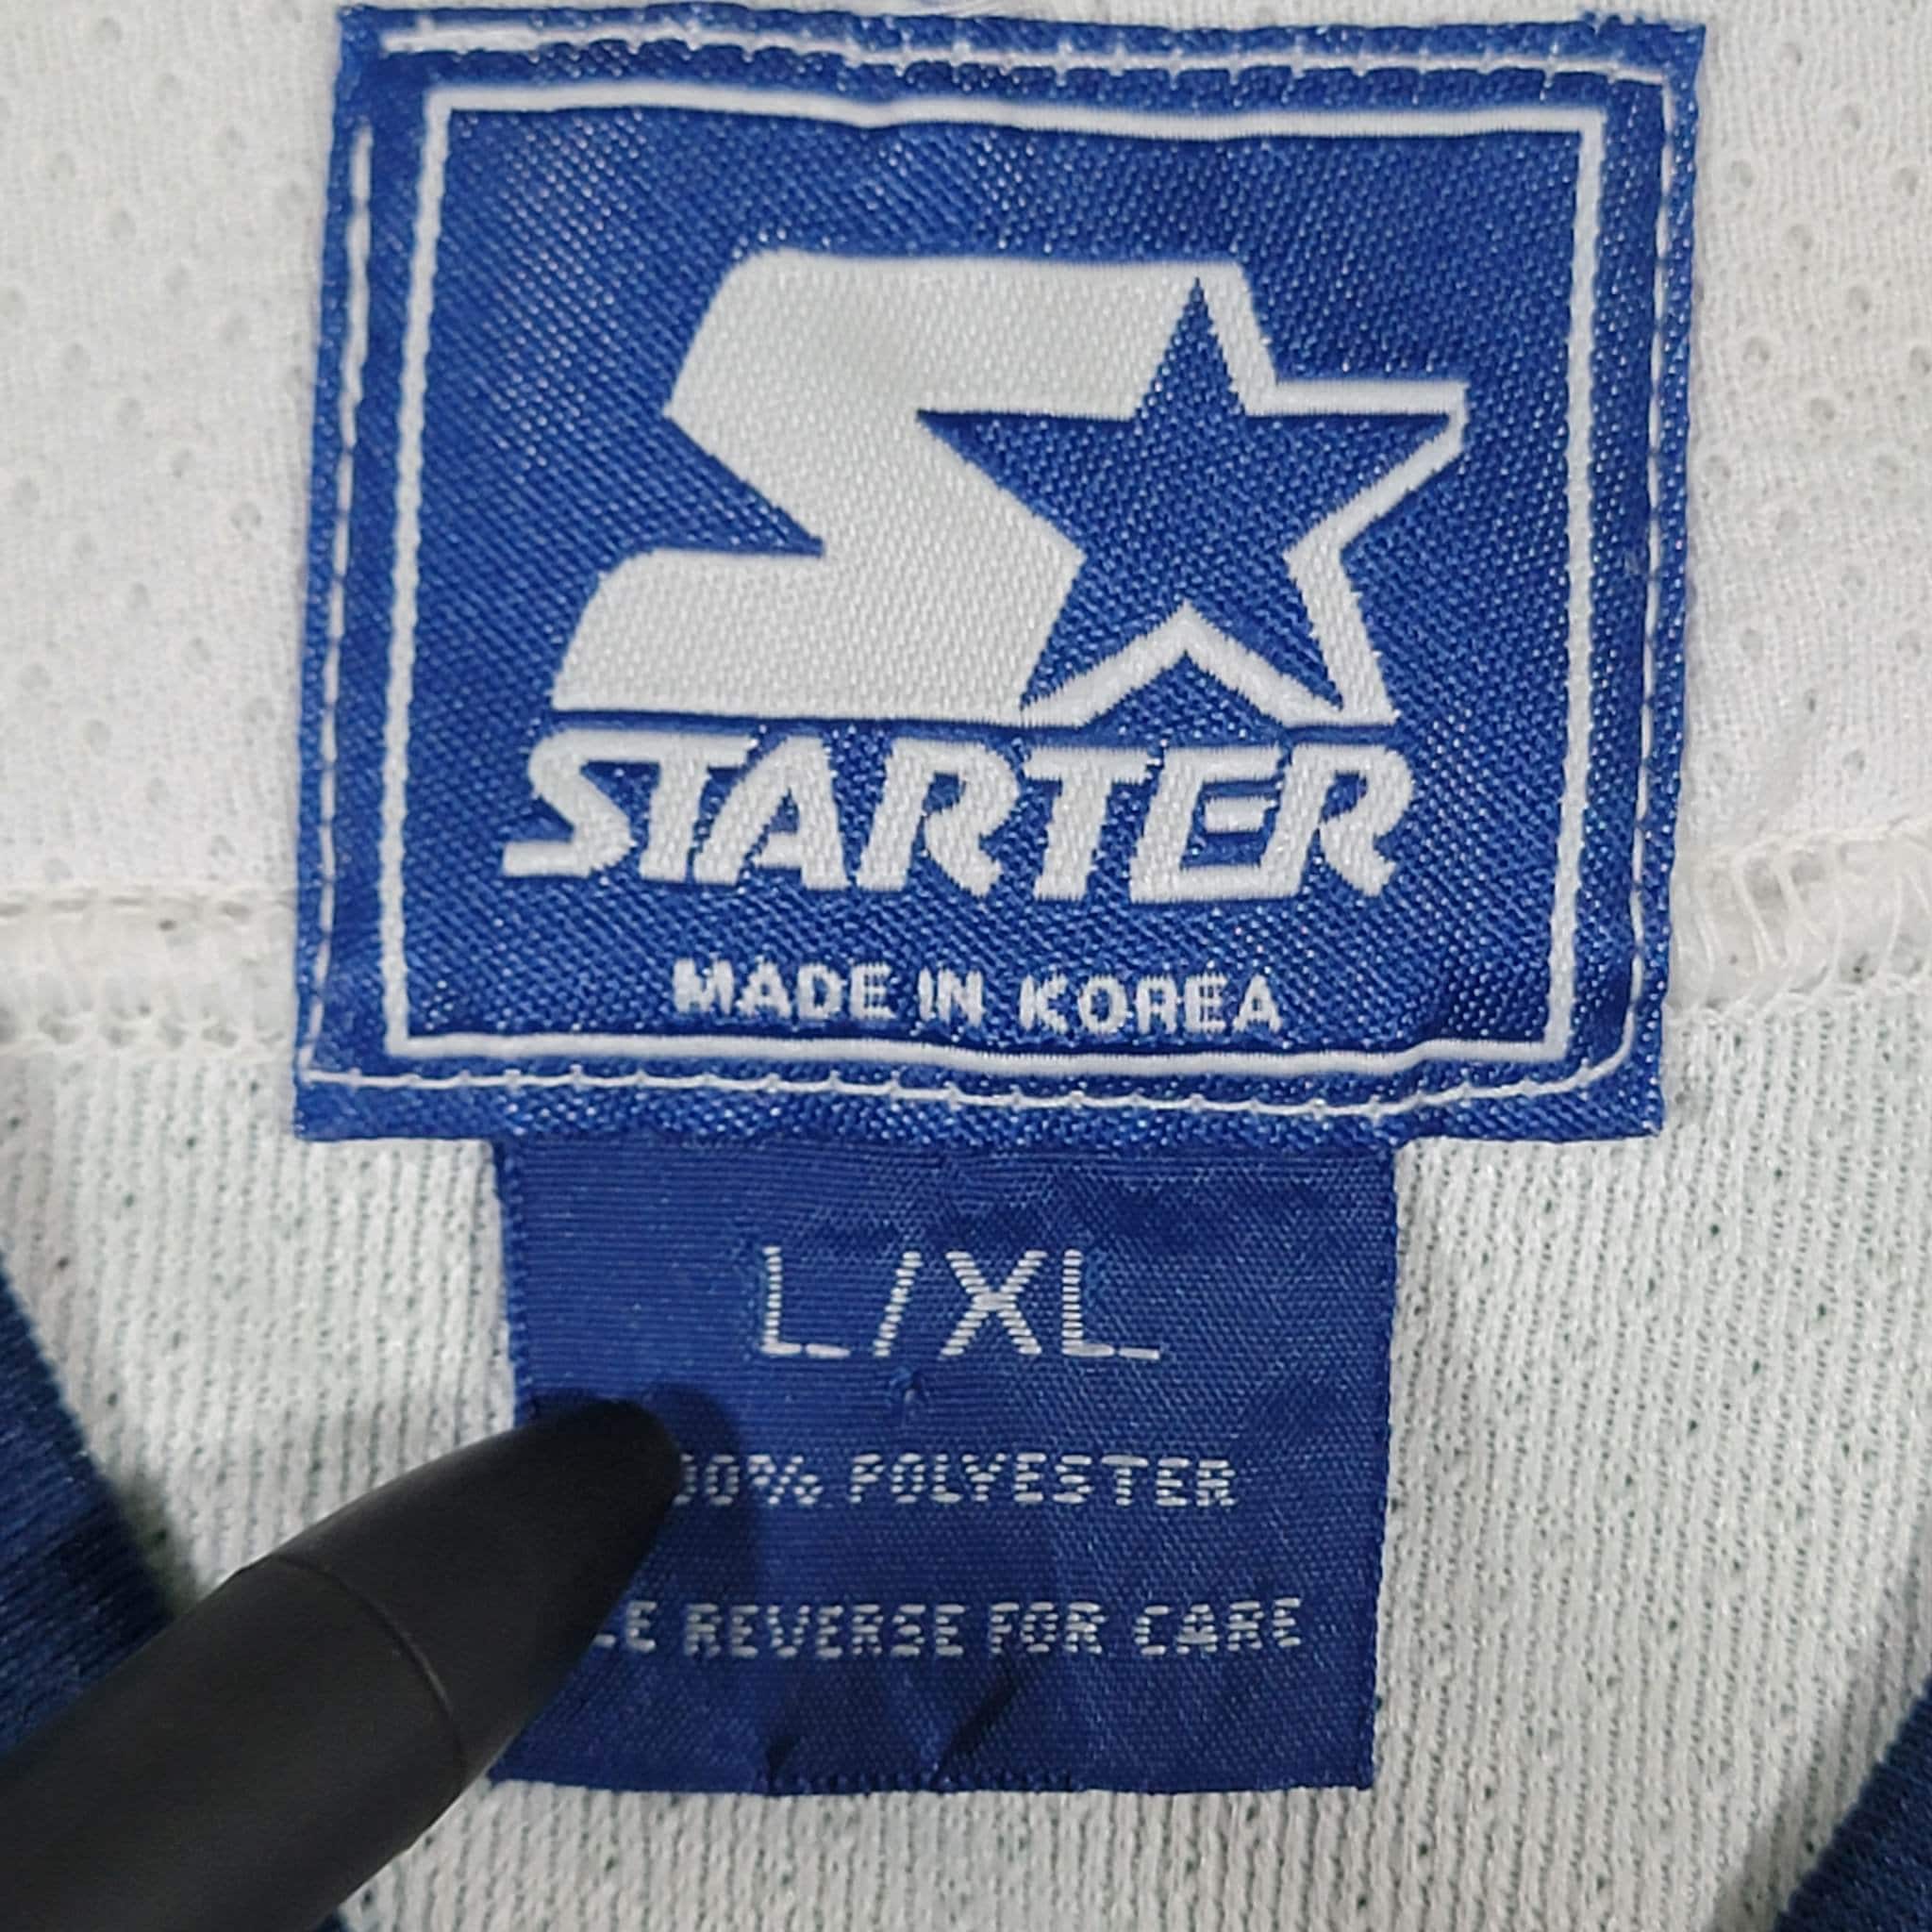 STARTER
MADE IN KOREA
L/XL
00% POLYESTER
REVERSE FOR CARE